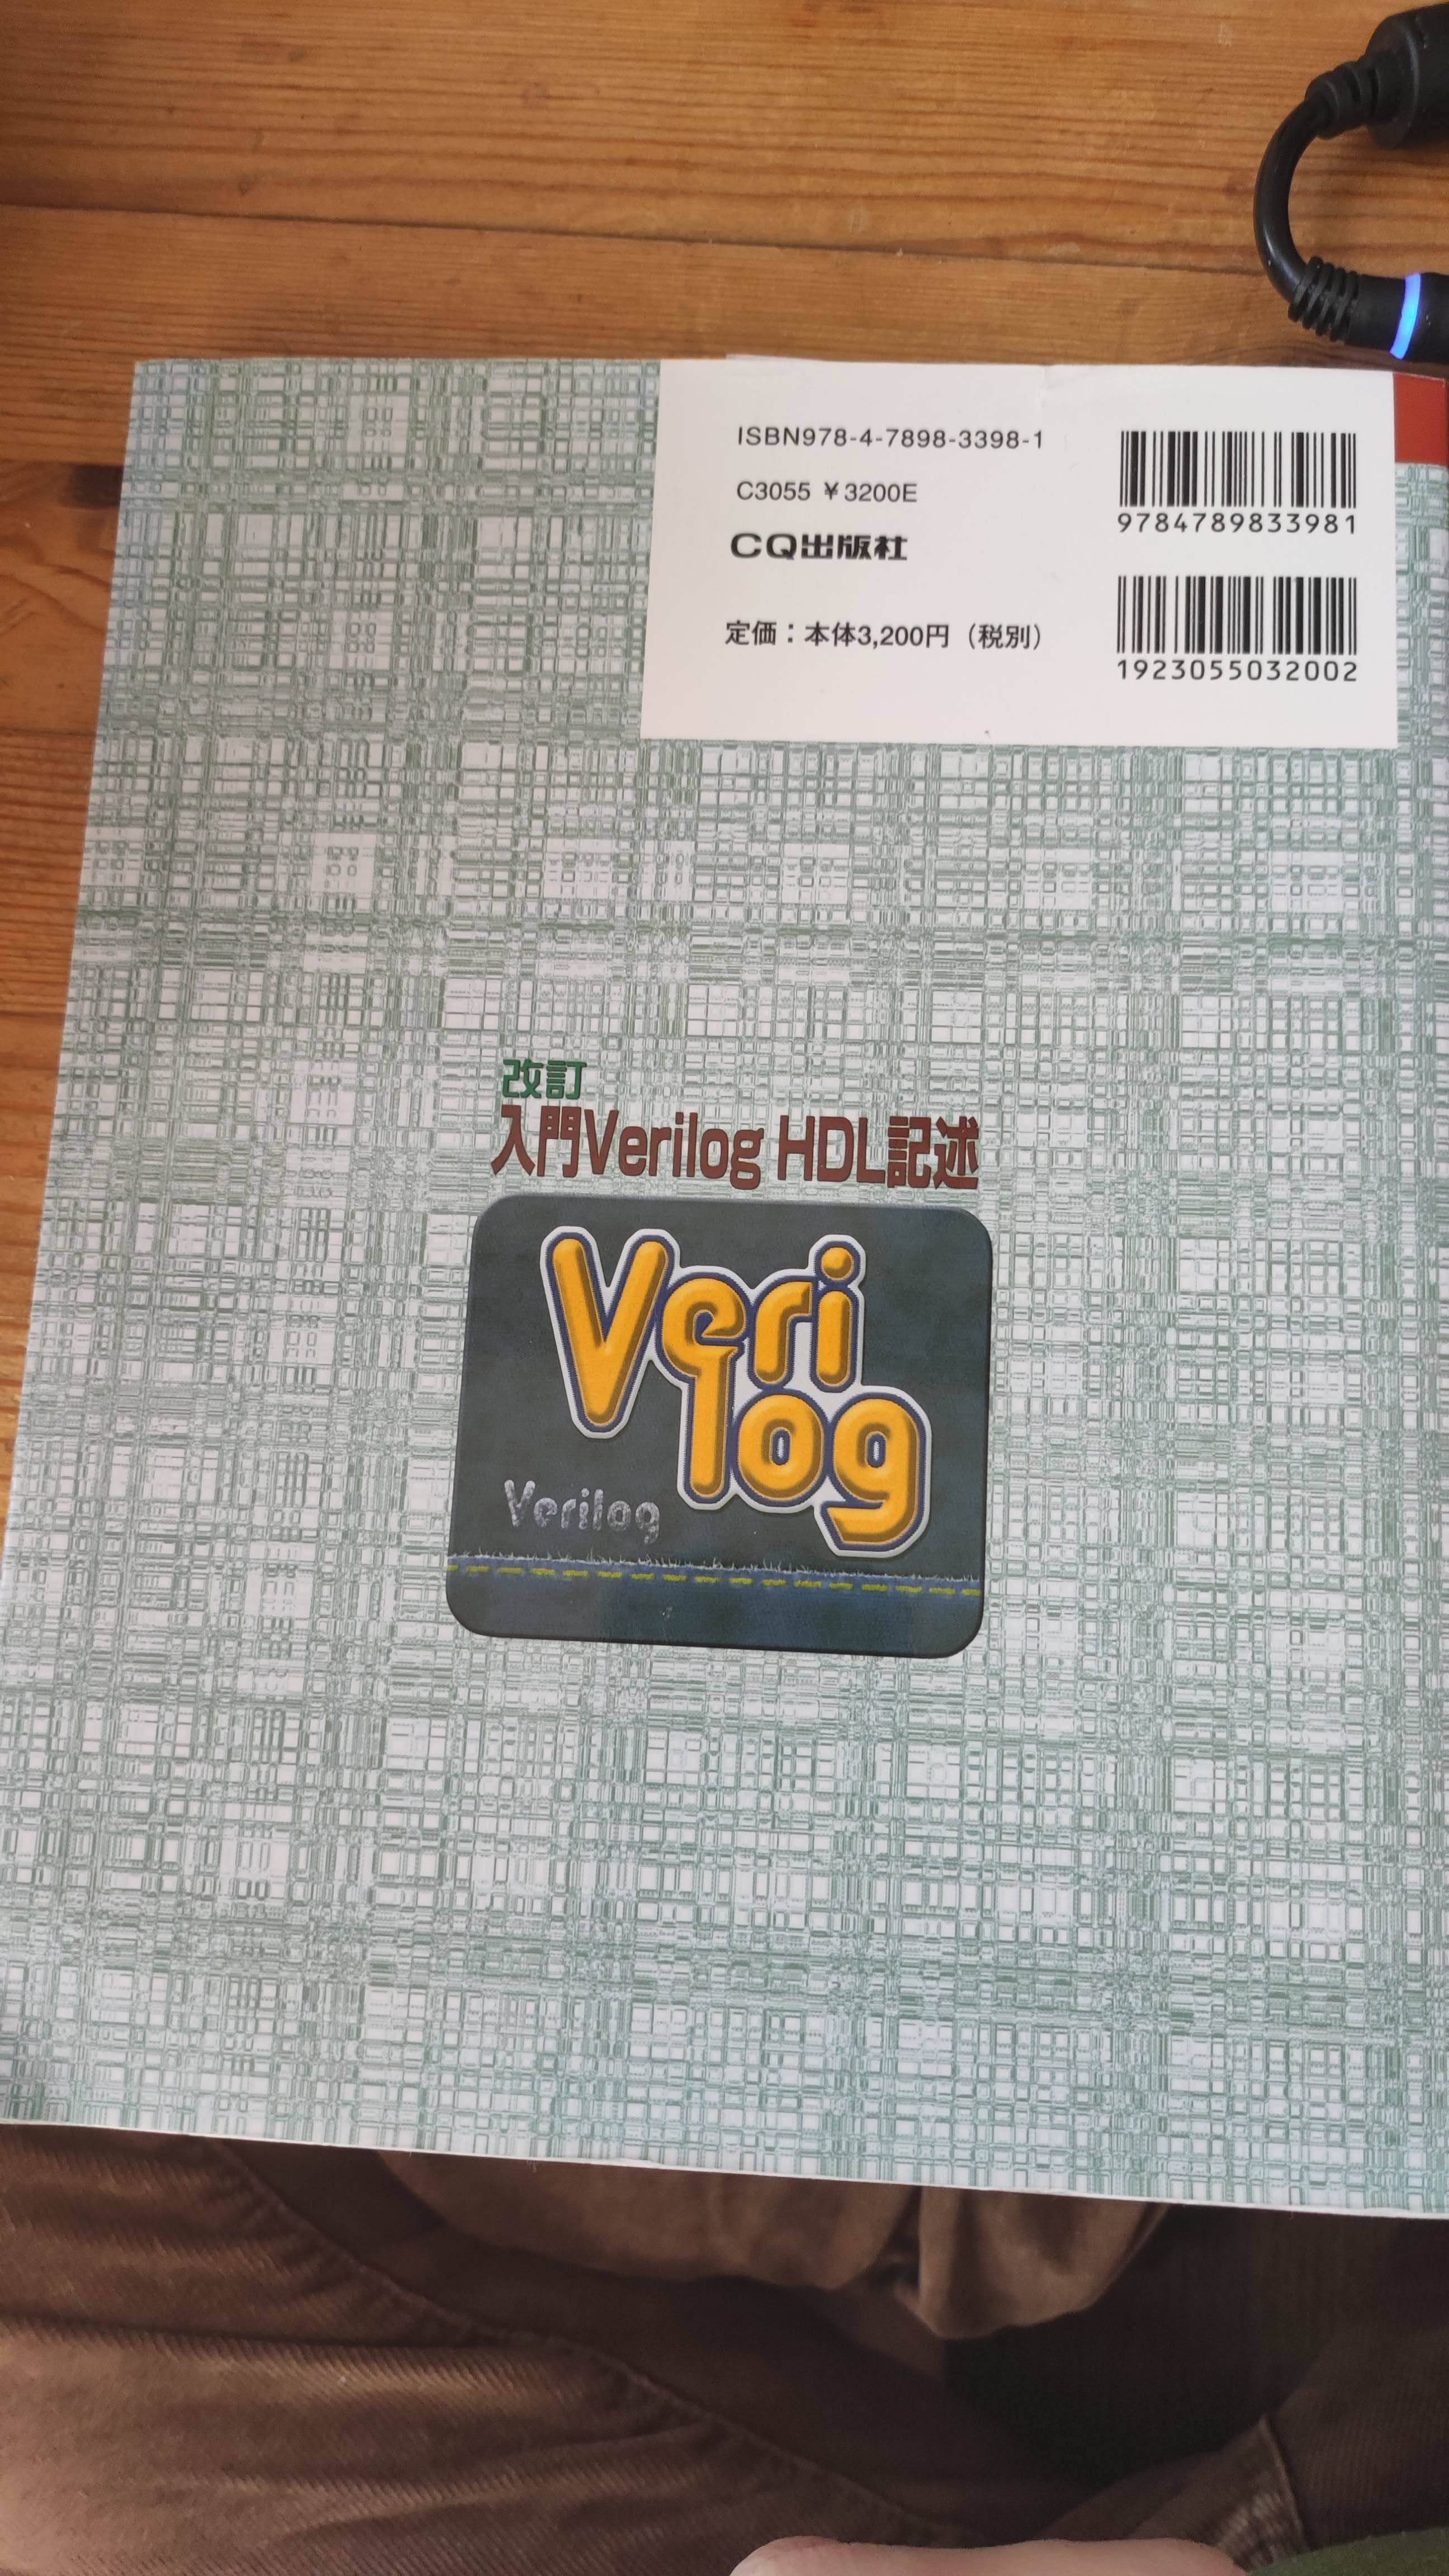 ISBN978-4-7898-3398-1
C3055 ¥3200E
CQ出版社
定価：本体3,200円（税別）
9784789833981
1923055032002
改訂
入門Verilog HDL記述
Veri
log
Verilog